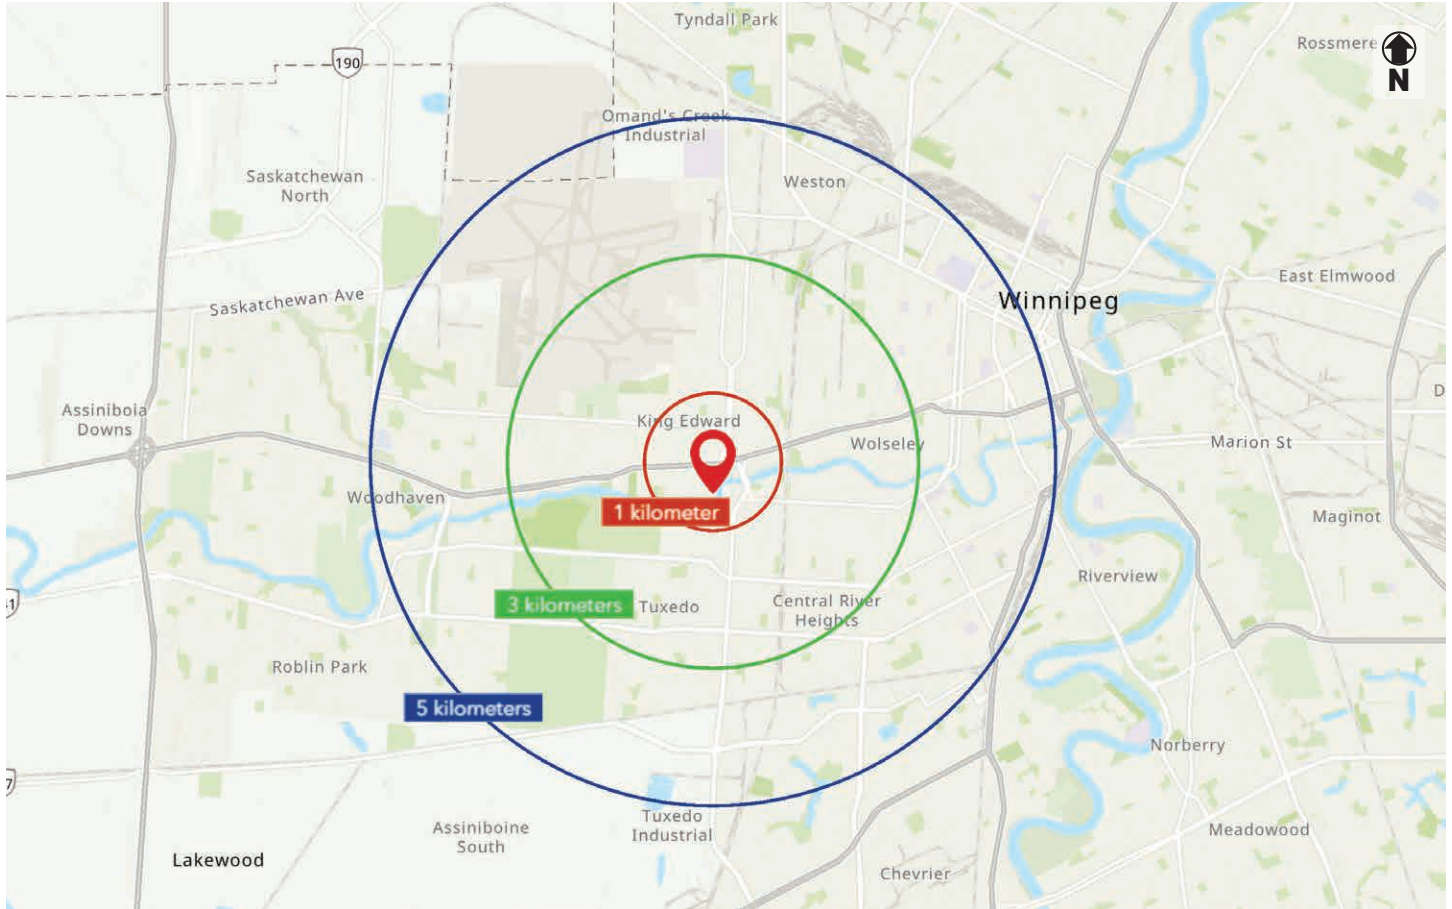 Tyndall Park
Rossmere
N
190
Omand's Creek
Industrial
Saskatchewan
North
Weston
East Elmwood
Saskatchewan Ave
Winnipeg
Assiniboia
Downs
King Edward
D
Wolseley
Marion St
Woodhaven
1 kilometer
Maginot
Riverview
41
3 kilometers
Tuxedo
Central River
Heights
Roblin Park
5 kilometers
Norberry
7
Tuxedo
Industrial
Assiniboine
South
Meadowood
Lakewood
Chevrier